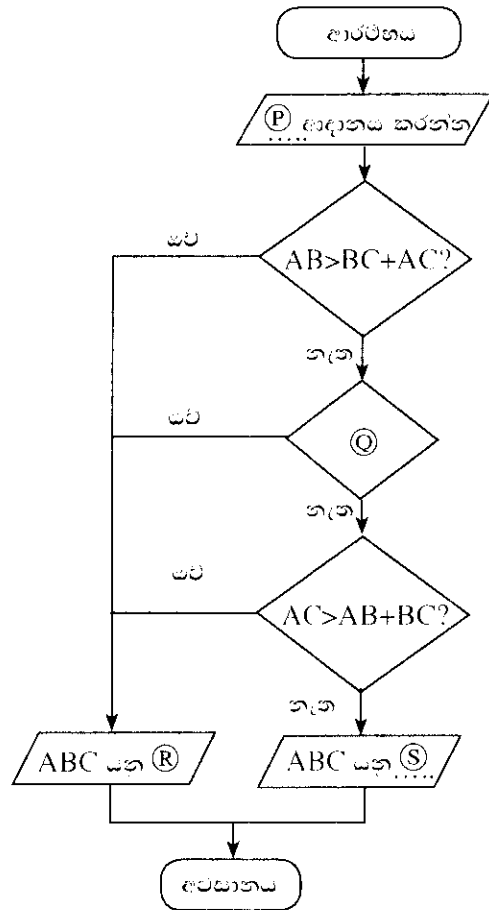 ආරම්භය
Ⓟ ආදානය කරන්න
.....
ඔව්
AB>BC+AC?
නැත
ඔව්
Ⓠ
නැත
ඔව්
AC>AB+BC?
නැත
ABC යනු Ⓡ
ABC යනු Ⓢ
.....
අවසානය